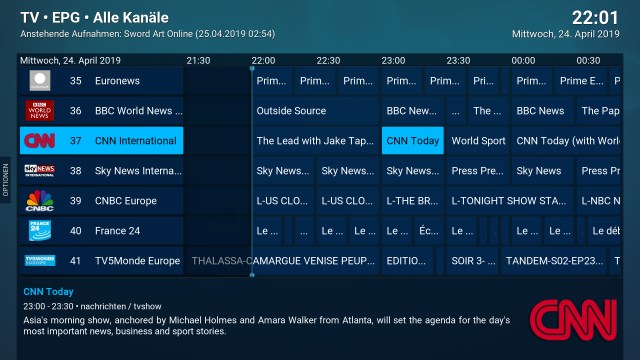 TV • EPG • Alle Kanäle 22:01
Anstehende Aufnahmen: Sword Art Online (25.04.2019 02:54) Mittwoch, 24. April 2019
Mittwoch, 24. April 2019 21:30 22:00 22:30 23:00 23:30 00:00 00:30
35 Euronews Prim... Prim... Prim... Prim... Prim... Pri... Prim... Prime E... P
BBC WORLD NEWS 36 BBC World News ... Outside Source BBC New... ... The ... BBC News The Pap
CNN 37 CNN International The Lead with Jake Tap... CNN Today World Sport CNN Today (with Worl
sky NEWS INTERNATIONAL 38 Sky News Interna... Sky News... Sky News... Sky News... Press Pre... Sky News Press Pr
CNBC 39 CNBC Europe L-US CLO... L-US CLO... L-THE BR... L-TONIGHT SHOW STA... L-NBC N
FRANCE 24 40 France 24 Le ... ... Le ... Le ... Le ... Éc... Le ... Le ... Le ... Le déb
TV5MONDE EUROPE 41 TV5Monde Europe THALASSA-CAMARGUE VENISE PEUP... EDITIO... SOIR 3- ... TANDEM-S02-EP23... T
OPTIONEN
CNN Today
23:00 - 23:30 • nachrichten / tvshow
Asia's morning show, anchored by Michael Holmes and Amara Walker from Atlanta, will set the agenda for the day's
most important news, business and sport stories.
CNN